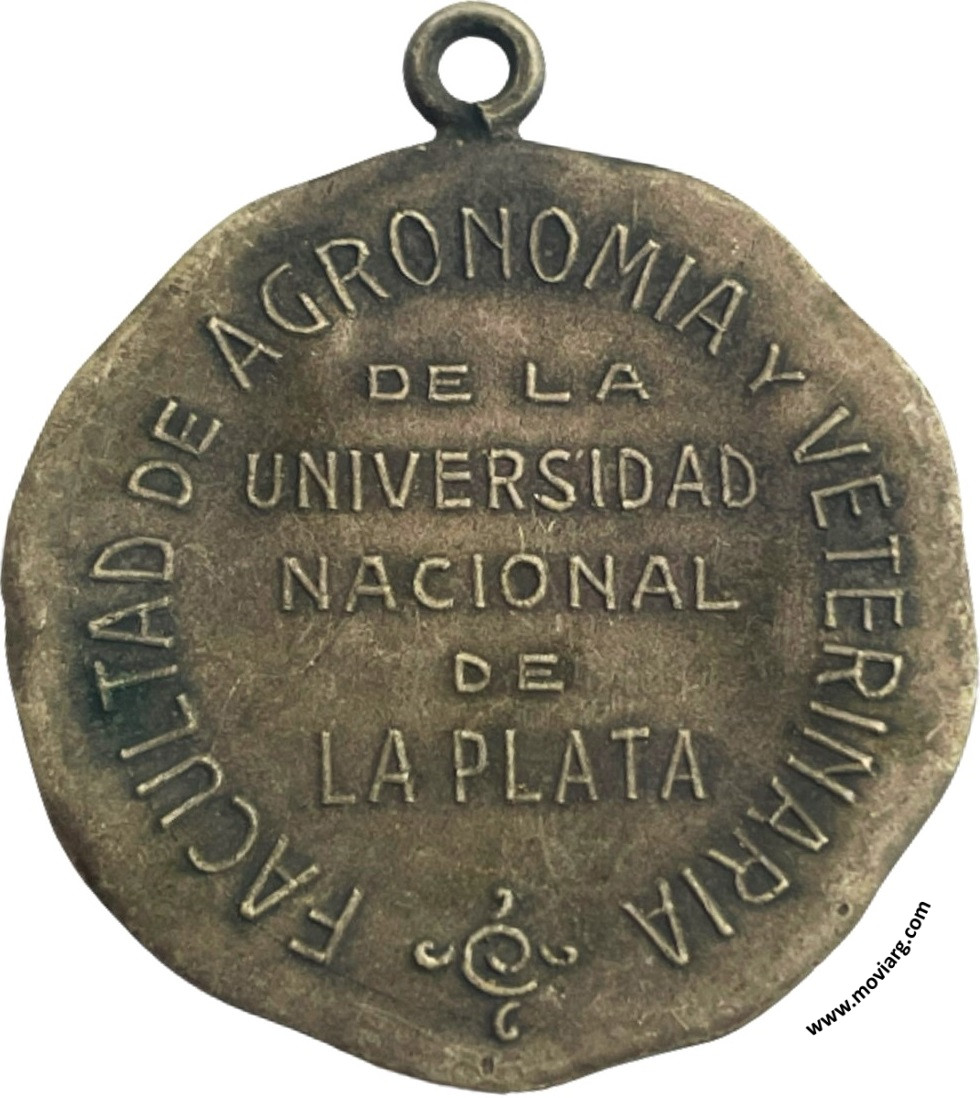 FACULTAD DE AGRONOMIA Y VETERINARIA
DE LA
UNIVERSIDAD
NACIONAL
DE
LA PLATA
www.moviarg.com